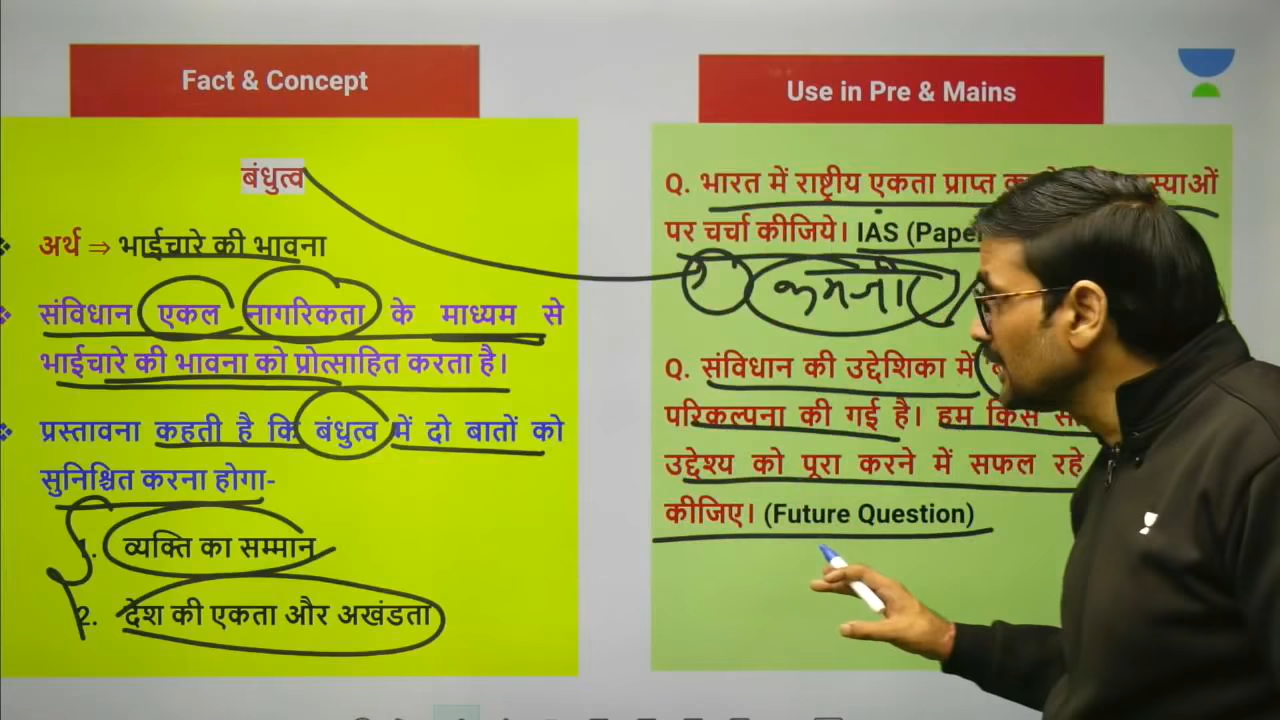 Fact & Concept
बंधुत्व
अर्थ ⇒ भाईचारे की भावना
संविधान एकल नागरिकता के माध्यम से
भाईचारे की भावना को प्रोत्साहित करता है।
प्रस्तावना कहती है कि बंधुत्व में दो बातों को
सुनिश्चित करना होगा-
1. व्यक्ति का सम्मान
2. देश की एकता और अखंडता
Use in Pre & Mains
Q. भारत में राष्ट्रीय एकता प्राप्त
पर चर्चा कीजिये। IAS
कमजोर
Q. संविधान की उद्देशिका में
परिकल्पना की गई है। हम किस
उद्देश्य को पूरा करने में सफल रहे
कीजिए। (Future Question)